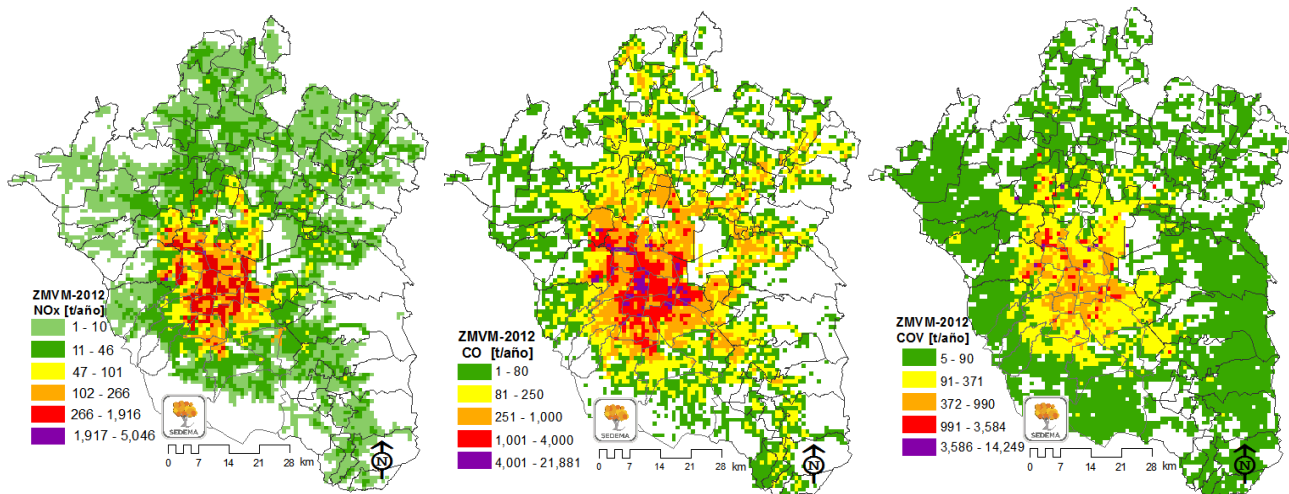 ZMVM-2012
NOx [t/año]
1 - 10
11 - 46
47 - 101
102 - 266
266 - 1,916
1,917 - 5,046
SEDEMA
0 7 14 21 28 km
N
ZMVM-2012
CO [t/año]
1 - 80
81 - 250
251 - 1,000
1,001 - 4,000
4,001 - 21,881
SEDEMA
0 7 14 21 28 km
N
ZMVM-2012
COV [t/año]
5 - 90
91- 371
372 - 990
991 - 3,584
3,586 - 14,249
SEDEMA
0 7 14 21 28 km
N